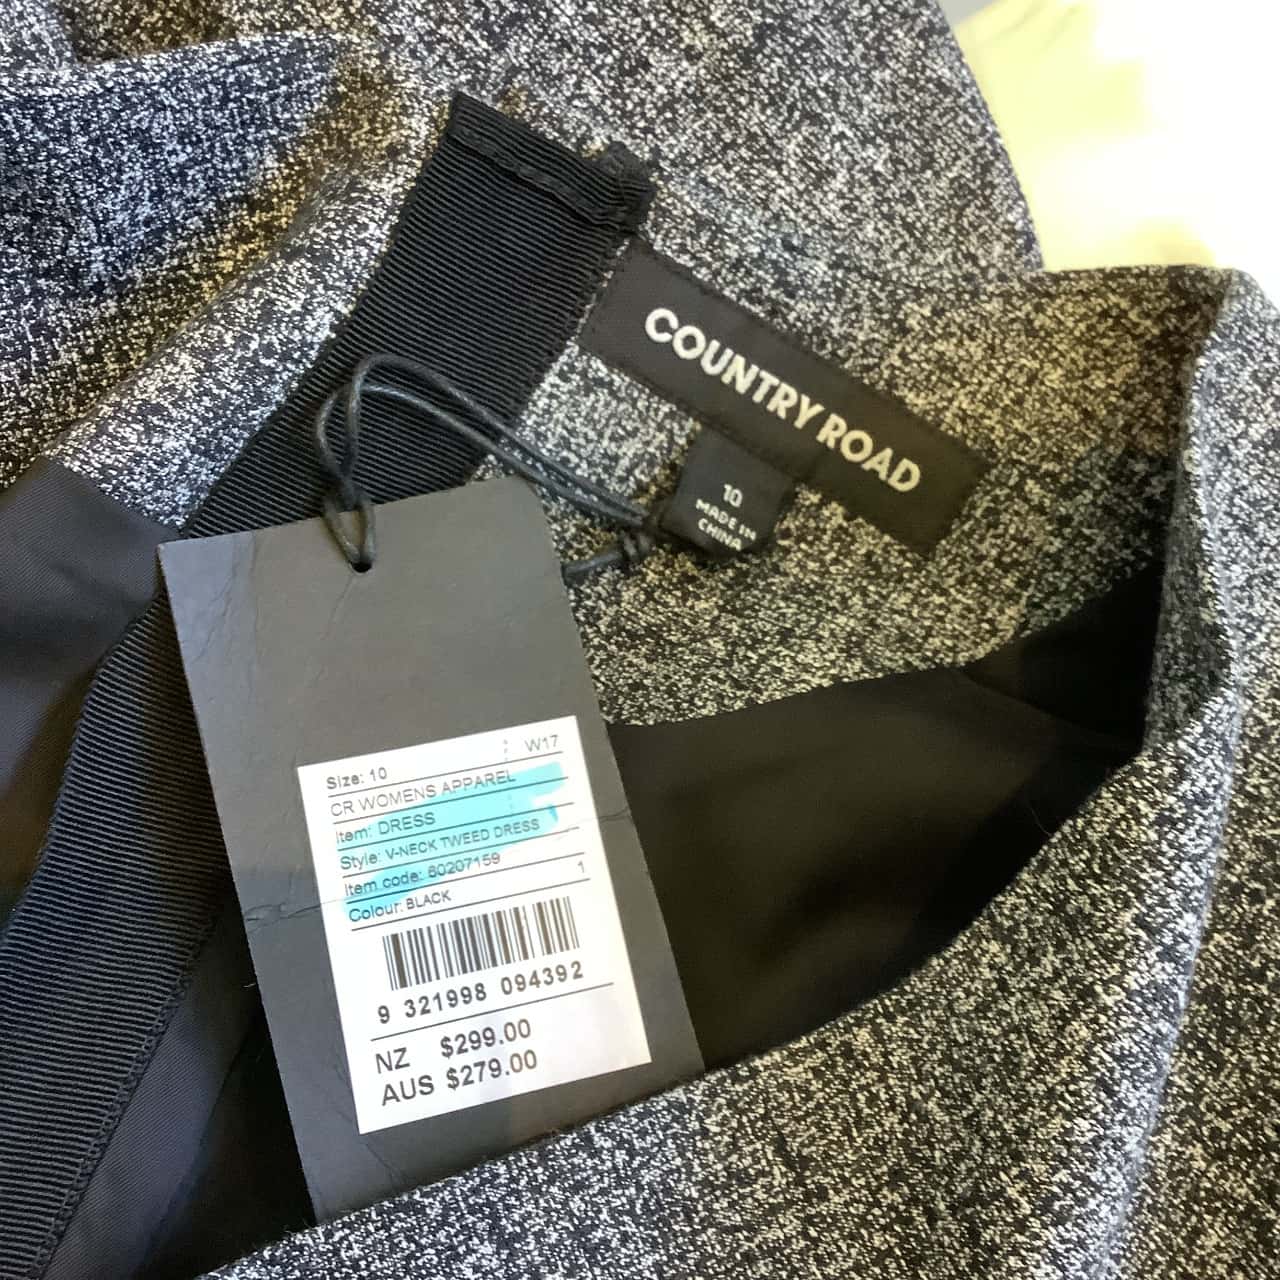 COUNTRY ROAD
10
MADE IN
CHINA
W17
Size: 10
CR WOMENS APPAREL
Item: DRESS
Style: V-NECK TWEED DRESS
Item code: 60207159
1
Colour: BLACK
9 321998 094392
NZ $299.00
AUS $279.00